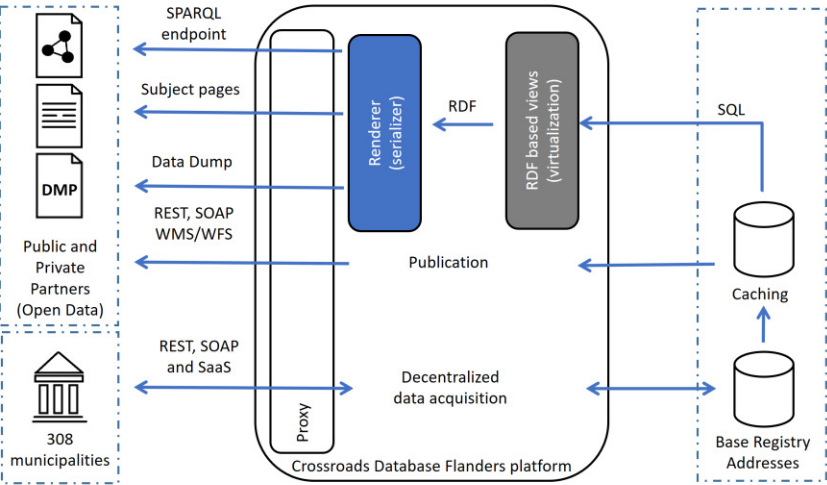 SPARQL
endpoint
Subject pages
Data Dump
DMP
REST, SOAP
WMS/WFS
Public and
Private
Partners
(Open Data)
REST, SOAP
and SaaS
308
municipalities
Proxy
Renderer
(serializer)
RDF
RDF based views
(virtualization)
Publication
Decentralized
data acquisition
Crossroads Database Flanders platform
SQL
Caching
Base Registry
Addresses